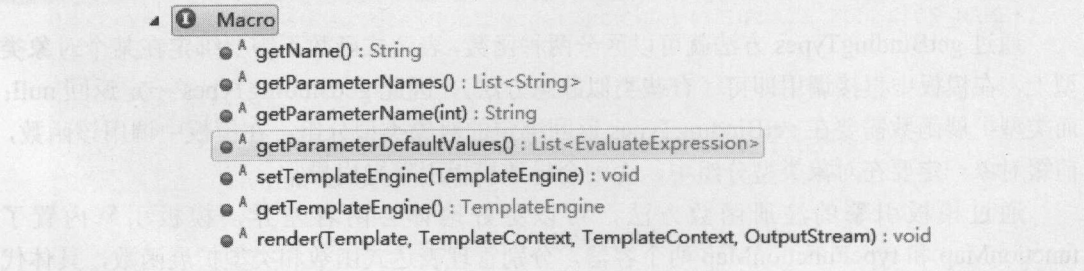 Macro
getName() : String
getParameterNames() : List<String>
getParameterName(int) : String
getParameterDefaultValues() : List<EvaluateExpression>
setTemplateEngine(TemplateEngine) : void
getTemplateEngine() : TemplateEngine
render(Template, TemplateContext, TemplateContext, OutputStream) : void